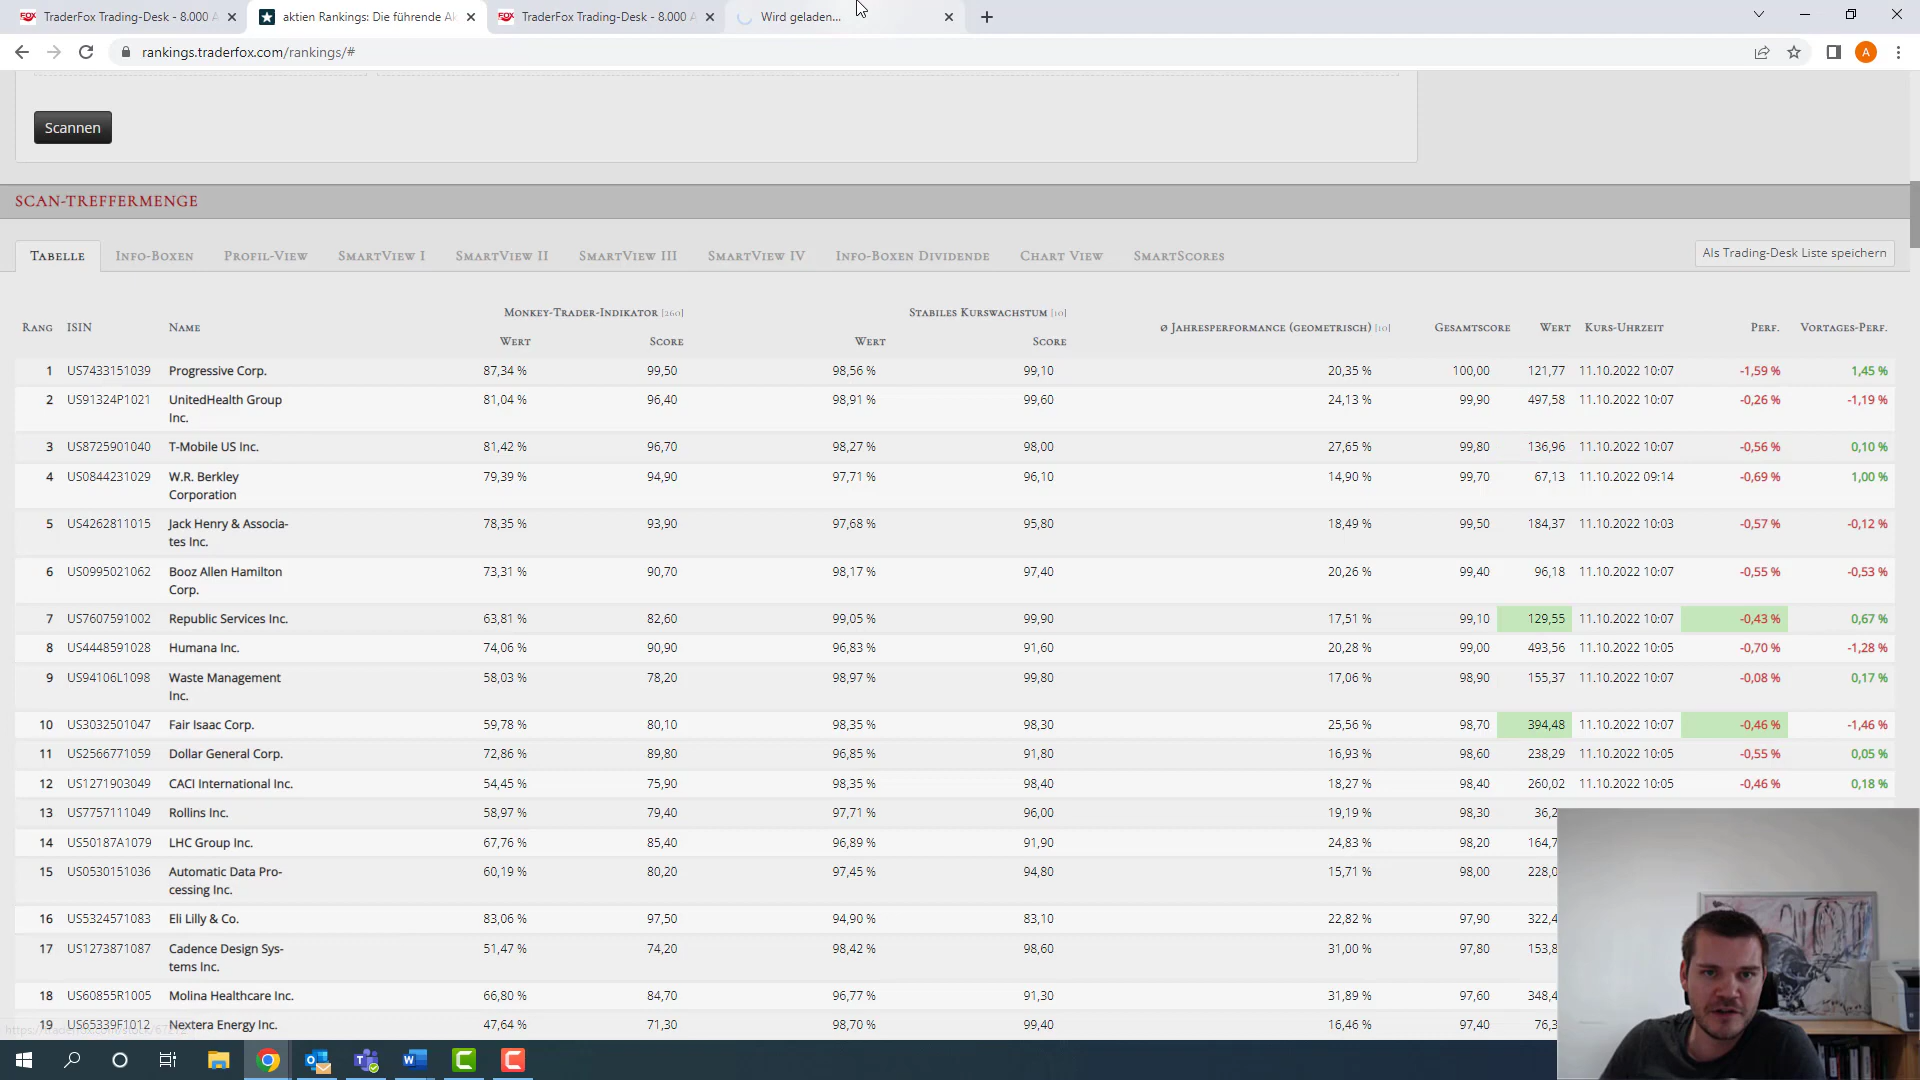 TraderFox Trading-Desk - 8.000 A
aktien Rankings: Die führende Ak
TraderFox Trading-Desk - 8.000 A
Wird geladen...
rankings.traderfox.com/rankings/#
A
Scannen
SCAN-TREFFERMENGE
Tabelle Info-Boxen Profil-View SmartView I SmartView II SmartView III SmartView IV Info-Boxen Dividende Chart View SmartScores Als Trading-Desk Liste speichern
Monkey-Trader-Indikator [260] Stabiles Kurswachstum [10]
Rang ISIN Name ø Jahresperformance (geometrisch) [10] Gesamtscore Wert Kurs-Uhrzeit Perf. Vortages-Perf.
Wert Score Wert Score
1 US7433151039 Progressive Corp. 87,34 % 99,50 98,56 % 99,10 20,35 % 100,00 121,77 11.10.2022 10:07 -1,59 % 1,45 %
2 US91324P1021 UnitedHealth Group 81,04 % 96,40 98,91 % 99,60 24,13 % 99,90 497,58 11.10.2022 10:07 -0,26 % -1,19 %
Inc.
3 US8725901040 T-Mobile US Inc. 81,42 % 96,70 98,27 % 98,00 27,65 % 99,80 136,96 11.10.2022 10:07 -0,56 % 0,10 %
4 US0844231029 W.R. Berkley 79,39 % 94,90 97,71 % 96,10 14,90 % 99,70 67,13 11.10.2022 09:14 -0,69 % 1,00 %
Corporation
5 US4262811015 Jack Henry & Associa- 78,35 % 93,90 97,68 % 95,80 18,49 % 99,50 184,37 11.10.2022 10:03 -0,57 % -0,12 %
tes Inc.
6 US0995021062 Booz Allen Hamilton 73,31 % 90,70 98,17 % 97,40 20,26 % 99,40 96,18 11.10.2022 10:07 -0,55 % -0,53 %
Corp.
7 US7607591002 Republic Services Inc. 63,81 % 82,60 99,05 % 99,90 17,51 % 99,10 129,55 11.10.2022 10:07 -0,43 % 0,67 %
8 US4448591028 Humana Inc. 74,06 % 90,90 96,83 % 91,60 20,28 % 99,00 493,56 11.10.2022 10:05 -0,70 % -1,28 %
9 US94106L1098 Waste Management 58,03 % 78,20 98,97 % 99,80 17,06 % 98,90 155,37 11.10.2022 10:07 -0,08 % 0,17 %
Inc.
10 US3032501047 Fair Isaac Corp. 59,78 % 80,10 98,35 % 98,30 25,56 % 98,70 394,48 11.10.2022 10:07 -0,46 % -1,46 %
11 US2566771059 Dollar General Corp. 72,86 % 89,80 96,85 % 91,80 16,93 % 98,60 238,29 11.10.2022 10:05 -0,55 % 0,05 %
12 US1271903049 CACI International Inc. 54,45 % 75,90 98,35 % 98,40 18,27 % 98,40 260,02 11.10.2022 10:05 -0,46 % 0,18 %
13 US7757111049 Rollins Inc. 58,97 % 79,40 97,71 % 96,00 19,19 % 98,30 36,2
14 US50187A1079 LHC Group Inc. 67,76 % 85,40 96,89 % 91,90 24,83 % 98,20 164,7
15 US0530151036 Automatic Data Pro- 60,19 % 80,20 97,45 % 94,80 15,71 % 98,00 228,0
cessing Inc.
16 US5324571083 Eli Lilly & Co. 83,06 % 97,50 94,90 % 83,10 22,82 % 97,90 322,4
17 US1273871087 Cadence Design Sys- 51,47 % 74,20 98,42 % 98,60 31,00 % 97,80 153,8
tems Inc.
18 US60855R1005 Molina Healthcare Inc. 66,80 % 84,70 96,77 % 91,30 31,89 % 97,60 348,4
19 US65339F1012 Nextera Energy Inc. 47,64 % 71,30 98,70 % 99,40 16,46 % 97,40 76,3